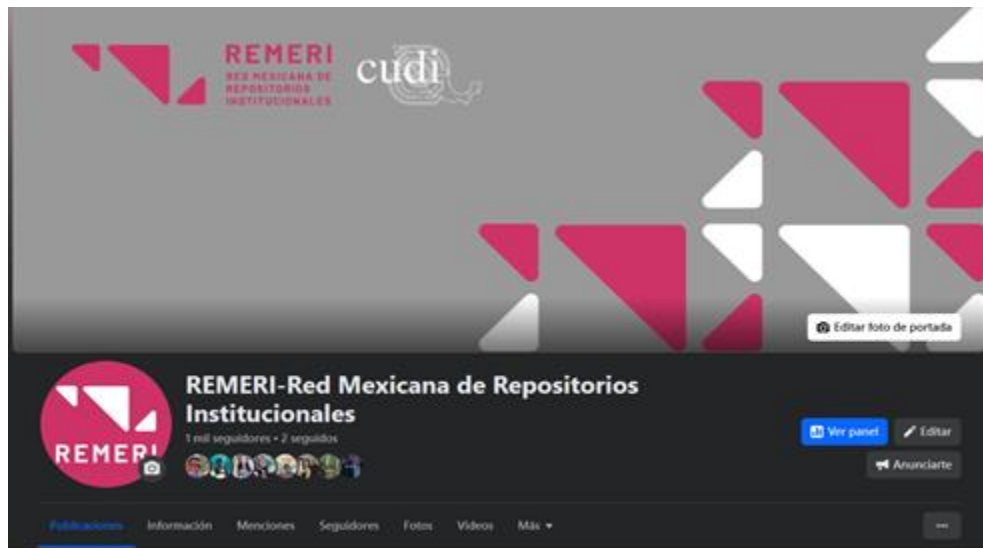 REMERI
RED MEXICANA DE
REPOSITORIOS
INSTITUCIONALES
cudi
Editar foto de portada
REMERI
REMERI-Red Mexicana de Repositorios
Institucionales
1 mil seguidores • 2 seguidos
Ver panel
Editar
Anunciarte
Publicaciones
Información
Menciones
Seguidores
Fotos
Videos
Más